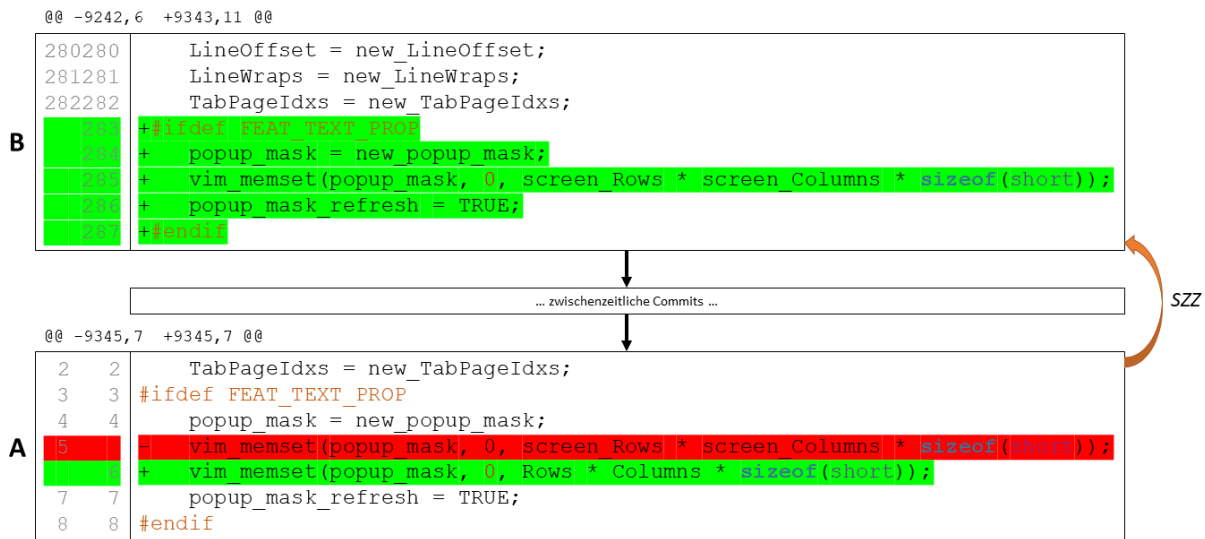 @@ -9242,6 +9343,11 @@
280280 LineOffset = new_LineOffset;
281281 LineWraps = new_LineWraps;
282282 TabPageIdxs = new_TabPageIdxs;
283 +#ifdef FEAT_TEXT_PROP
B
284 + popup_mask = new_popup_mask;
285 + vim_memset(popup_mask, 0, screen_Rows * screen_Columns * sizeof(short));
286 + popup_mask_refresh = TRUE;
287 +#endif
... zwischenzeitliche Commits ...
SZZ
@@ -9345,7 +9345,7 @@
2 2 TabPageIdxs = new_TabPageIdxs;
3 3 #ifdef FEAT_TEXT_PROP
4 4 popup_mask = new_popup_mask;
A
5 - vim_memset(popup_mask, 0, screen_Rows * screen_Columns * sizeof(short));
6 + vim_memset(popup_mask, 0, Rows * Columns * sizeof(short));
7 7 popup_mask_refresh = TRUE;
8 8 #endif